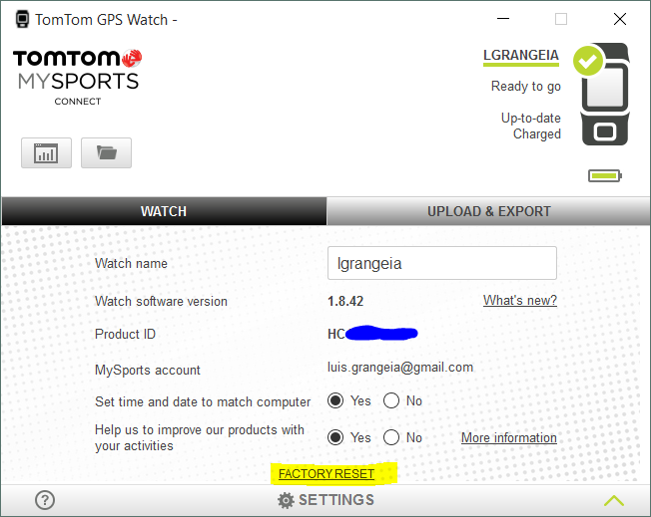 TomTom GPS Watch -
TOMTOM
MYSPORTS
CONNECT
LGRANGEIA
Ready to go
Up-to-date
Charged
WATCH
UPLOAD & EXPORT
Watch name
lgrangeia
Watch software version
1.8.42
What's new?
Product ID
HC
MySports account
luis.grangeia@gmail.com
Set time and date to match computer
Yes
No
Help us to improve our products with
your activities
Yes
No
More information
FACTORY RESET
?
SETTINGS